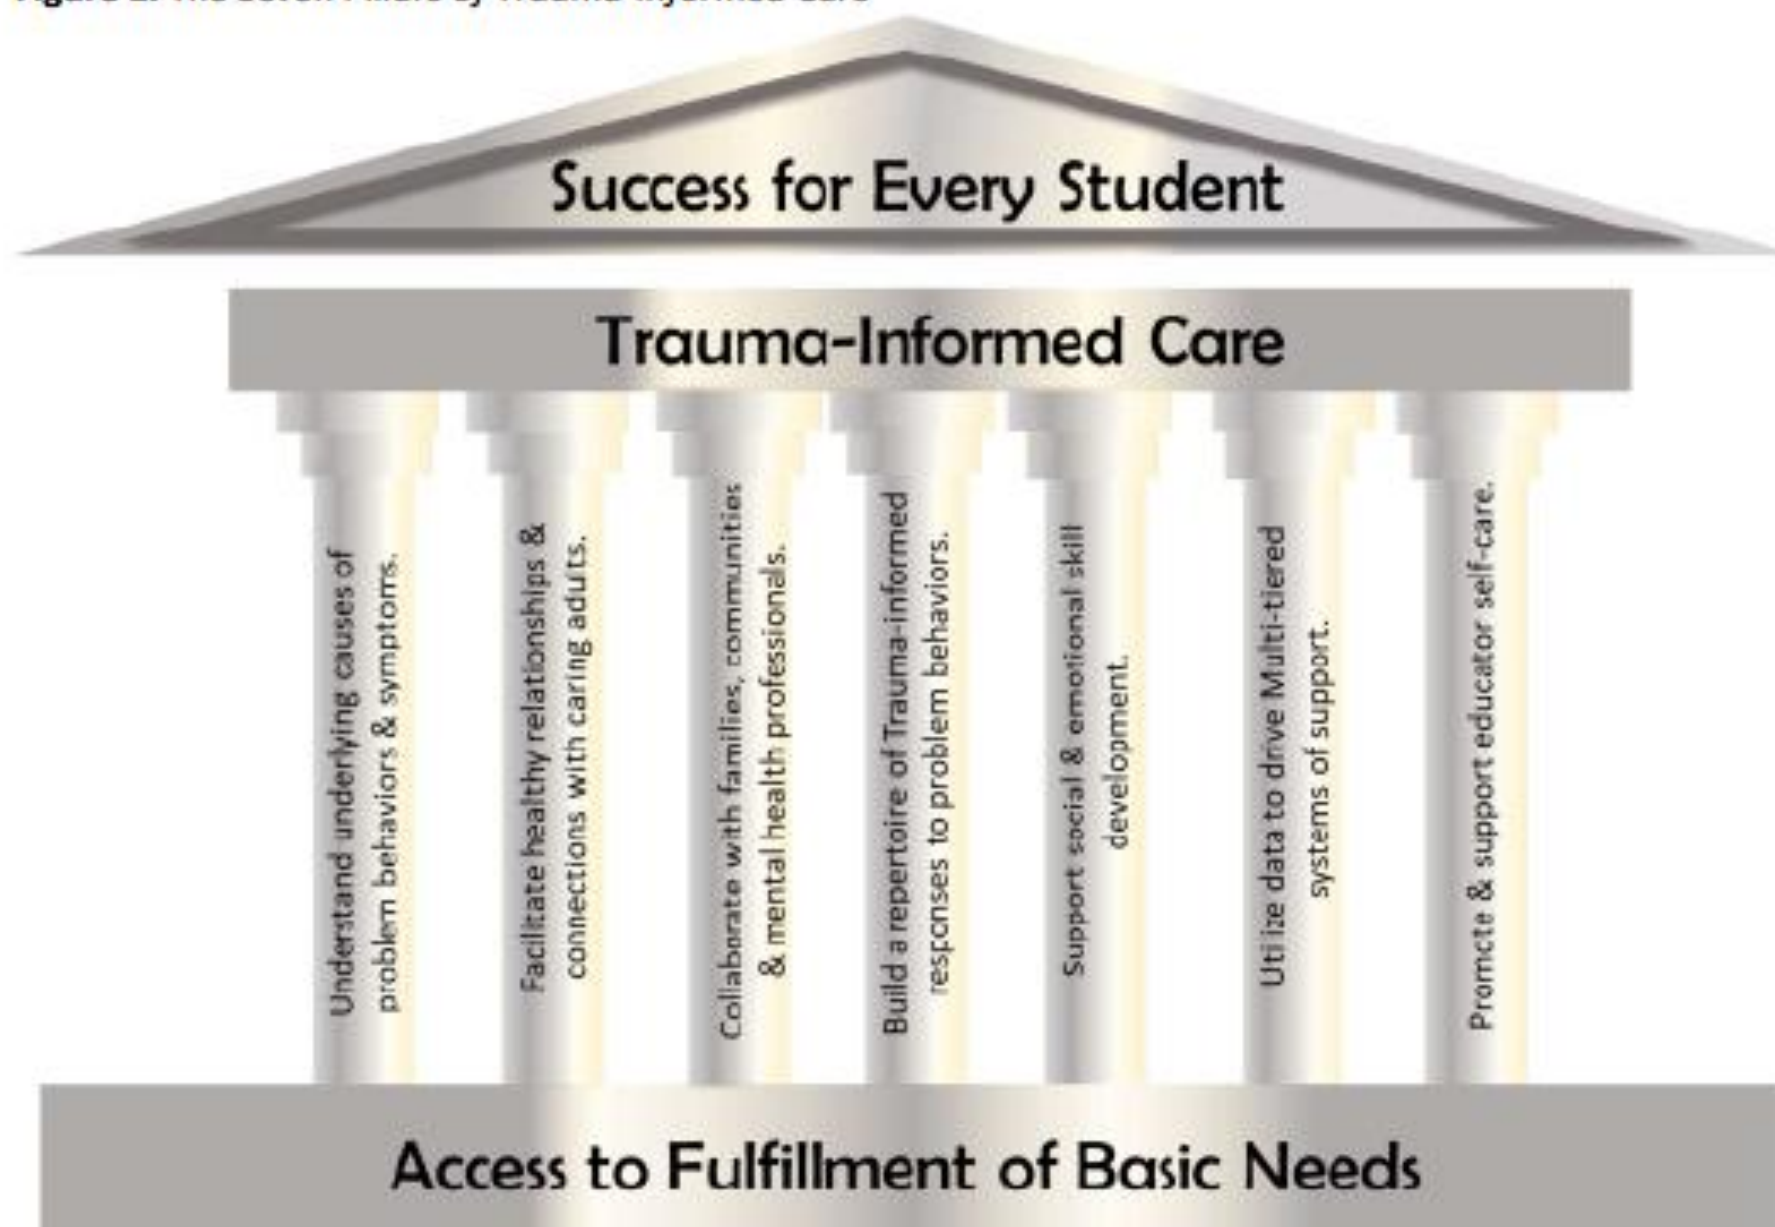 Success for Every Student
Trauma-Informed Care
Understand underlying causes of
problem behaviors & symptoms.
Facilitate healthy relationships &
connections with caring adults.
Collaborate with families, communities
& mental health professionals.
Build a repertoire of Trauma-informed
responses to problem behaviors.
Support social & emotional skill
development.
Utilize data to drive Multi-tiered
systems of support.
Promote & support educator self-care.
Access to Fulfillment of Basic Needs